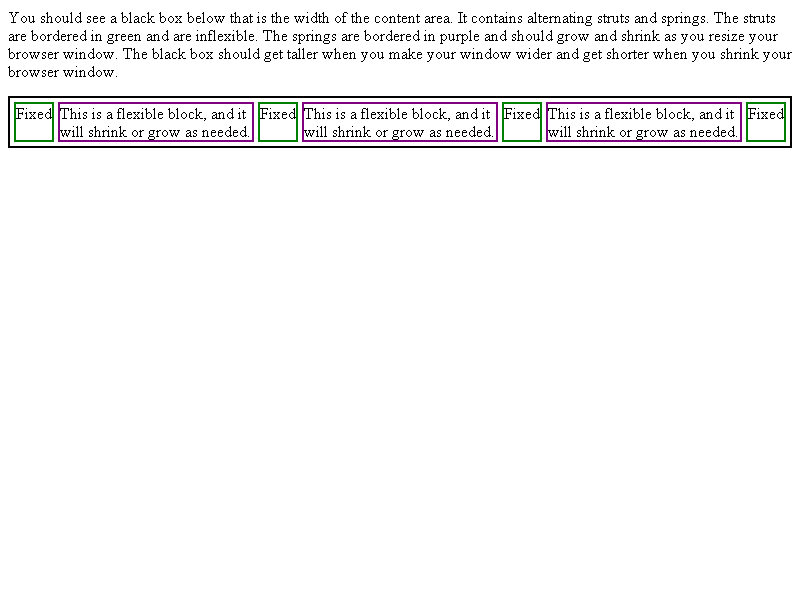 You should see a black box below that is the width of the content area. It contains alternating struts and springs. The struts
are bordered in green and are inflexible. The springs are bordered in purple and should grow and shrink as you resize your
browser window. The black box should get taller when you make your window wider and get shorter when you shrink your
browser window.
Fixed
This is a flexible block, and it
will shrink or grow as needed.
Fixed
This is a flexible block, and it
will shrink or grow as needed.
Fixed
This is a flexible block, and it
will shrink or grow as needed.
Fixed